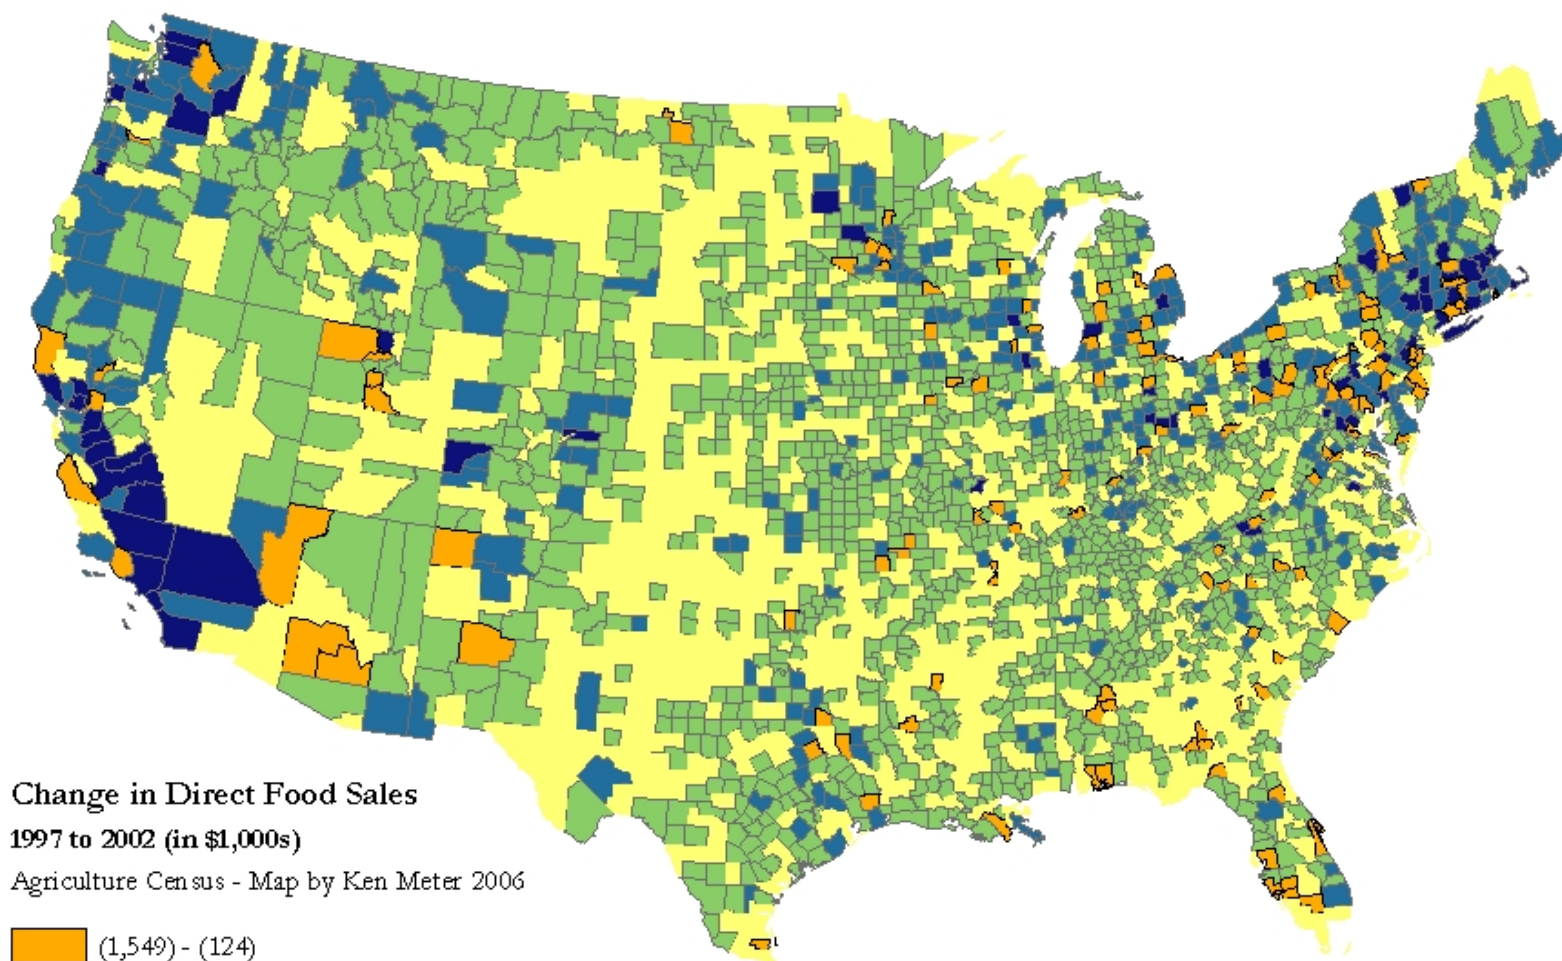 Change in Direct Food Sales
1997 to 2002 (in $1,000s)
Agriculture Census - Map by Ken Meter 2006
(1,549) - (124)